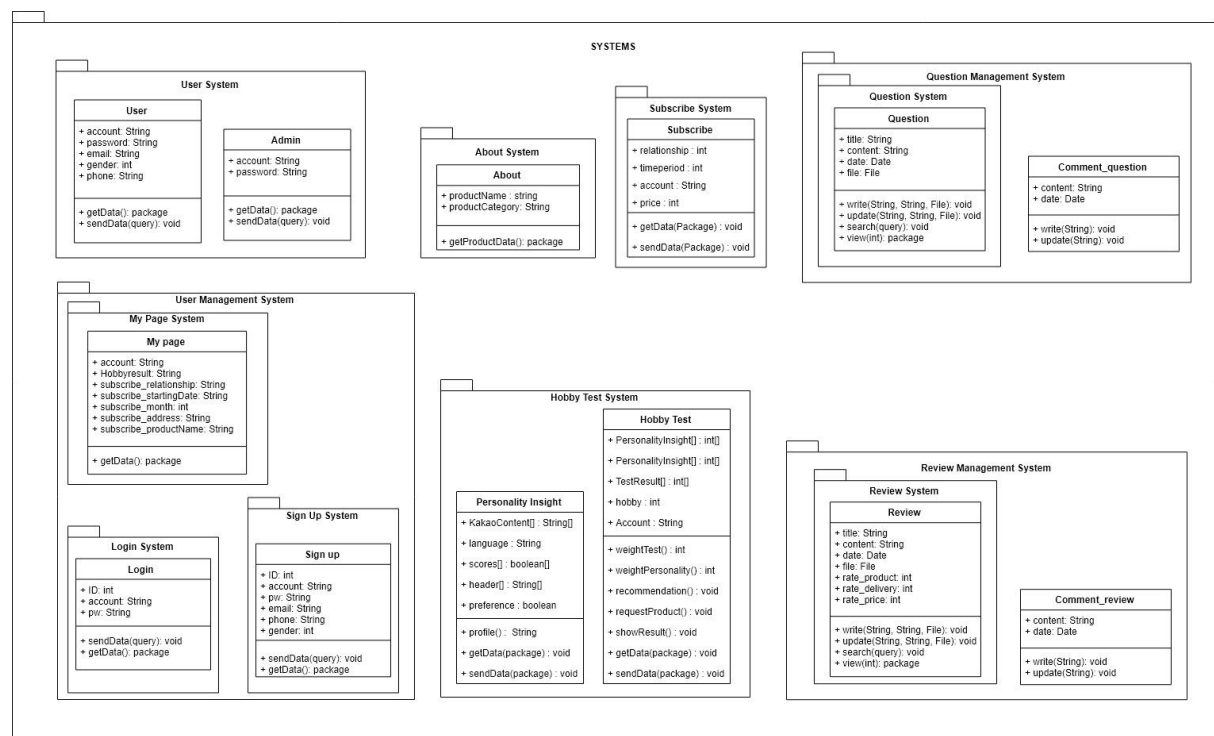 SYSTEMS
User System
User
+ account: String
+ password: String
+ email: String
+ gender: int
+ phone: String
+ getData(): package
+ sendData(query): void
Admin
+ account: String
+ password: String
+ getData(): package
+ sendData(query): void
About System
About
+ productName : string
+ productCategory: String
+ getProductData(): package
Subscribe System
Subscribe
+ relationship : int
+ timeperiod : int
+ account : String
+ price : int
+ getData(Package) : void
+ sendData(Package) : void
Question Management System
Question System
Question
+ title: String
+ content: String
+ date: Date
+ file: File
+ write(String, String, File): void
+ update(String, String, File): void
+ search(query): void
+ view(int): package
Comment_question
+ content: String
+ date: Date
+ write(String): void
+ update(String): void
User Management System
My Page System
My page
+ account: String
+ Hobbyresult: String
+ subscribe_relationship: String
+ subscribe_startingDate: String
+ subscribe_month: int
+ subscribe_address: String
+ subscribe_productName: String
+ getData(): package
Login System
Login
+ ID: int
+ account: String
+ pw: String
+ sendData(query): void
+ getData(): package
Sign Up System
Sign up
+ ID: int
+ account: String
+ pw: String
+ email: String
+ phone: String
+ gender: int
+ sendData(query): void
+ getData(): package
Hobby Test System
Personality Insight
+ KakaoContent[] : String[]
+ language : String
+ scores[] : boolean[]
+ header[] : String[]
+ preference : boolean
+ profile() : String
+ getData(package) : void
+ sendData(package) : void
Hobby Test
+ PersonalityInsight[] : int[]
+ PersonalityInsight[] : int[]
+ TestResult[] : int[]
+ hobby : int
+ Account : String
+ weightTest() : int
+ weightPersonality() : int
+ recommendation() : void
+ requestProduct() : void
+ showResult() : void
+ getData(package) : void
+ sendData(package) : void
Review Management System
Review System
Review
+ title: String
+ content: String
+ date: Date
+ file: File
+ rate_product: int
+ rate_delivery: int
+ rate_price: int
+ write(String, String, File): void
+ update(String, String, File): void
+ search(query): void
+ view(int): package
Comment_review
+ content: String
+ date: Date
+ write(String): void
+ update(String): void